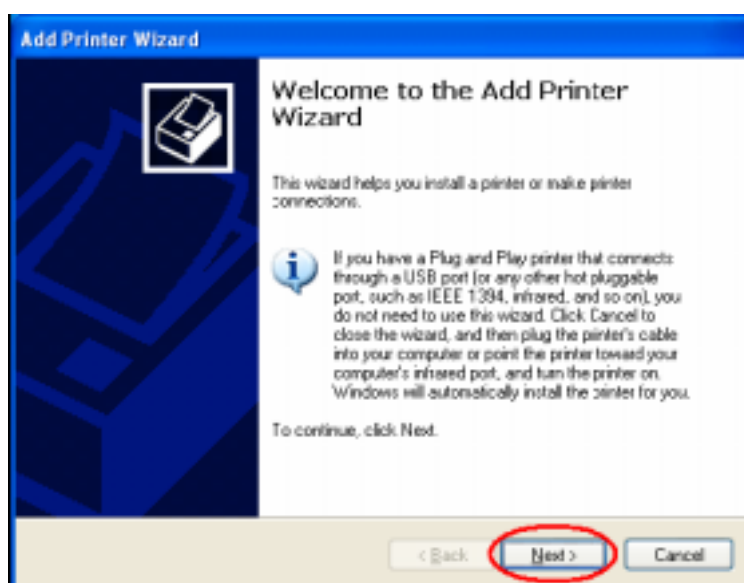 Add Printer Wizard
Welcome to the Add Printer
Wizard
This wizard helps you install a printer or make printer
connections.
If you have a Plug and Play printer that connects
through a USB port (or any other hot pluggable
port, such as IEEE 1394, infrared, and so on), you
do not need to use this wizard. Click Cancel to
close the wizard, and then plug the printer's cable
into your computer or point the printer toward your
computer's infrared port, and turn the printer on.
Windows will automatically install the printer for you.
To continue, click Next.
< Back
Next >
Cancel